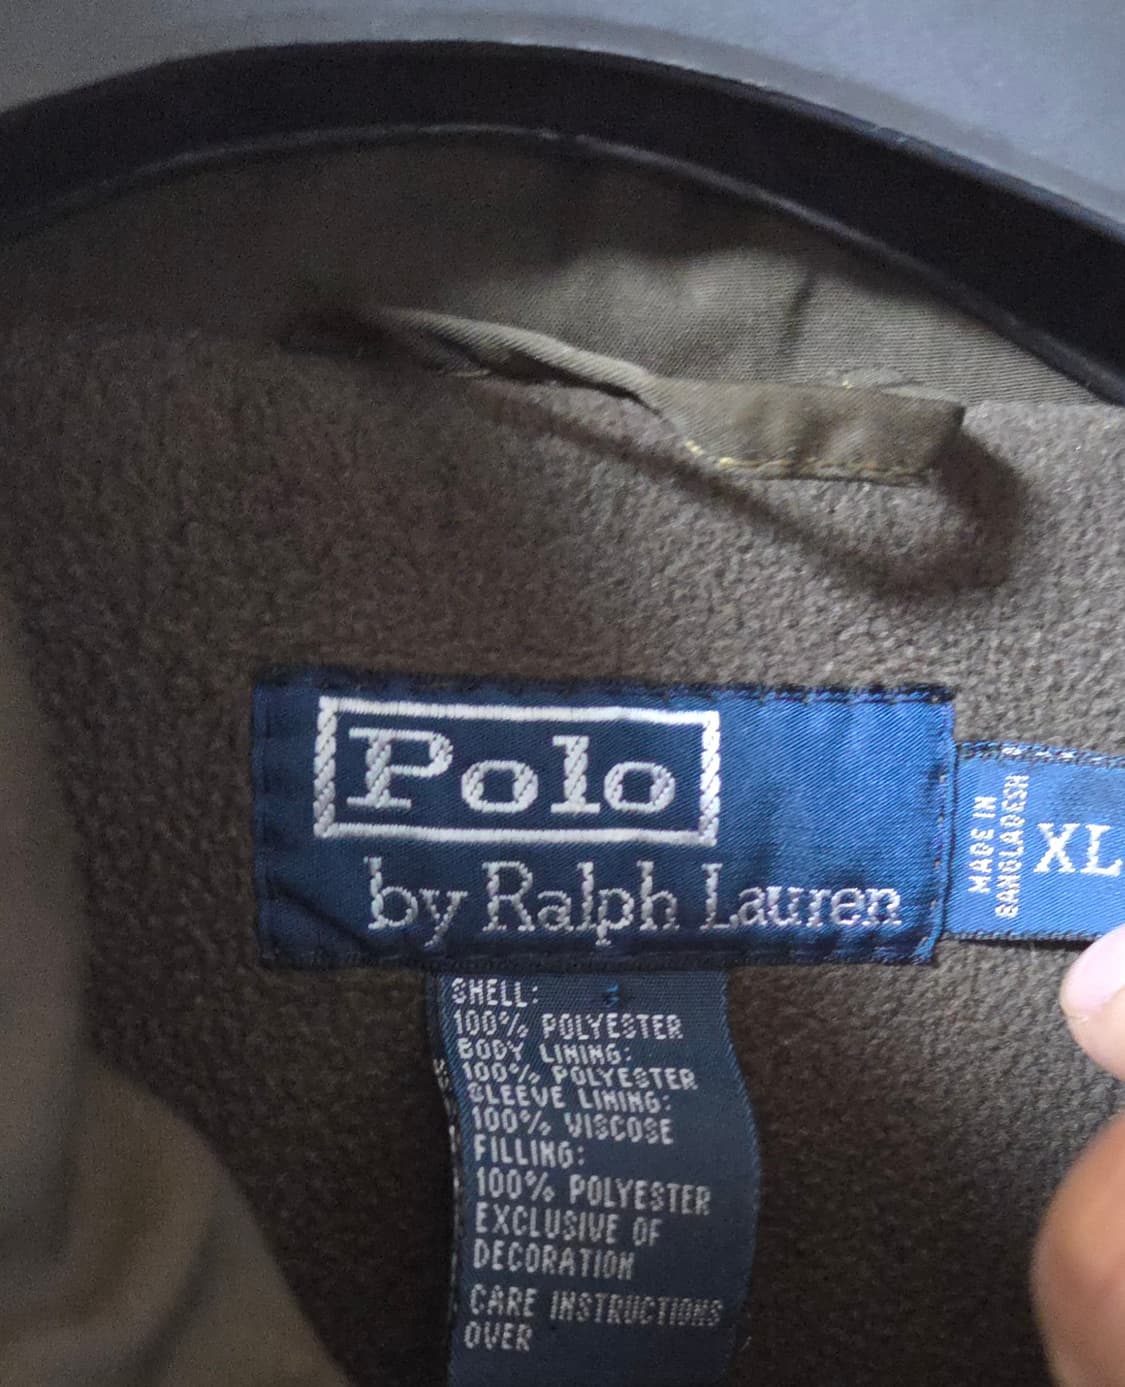 Polo
by Ralph Lauren
MADE IN
BANGLADESH
XL
SHELL:
100% POLYESTER
BODY LINING:
100% POLYESTER
SLEEVE LINING:
100% VISCOSE
FILLING:
100% POLYESTER
EXCLUSIVE OF
DECORATION
CARE INSTRUCTIONS
OVER